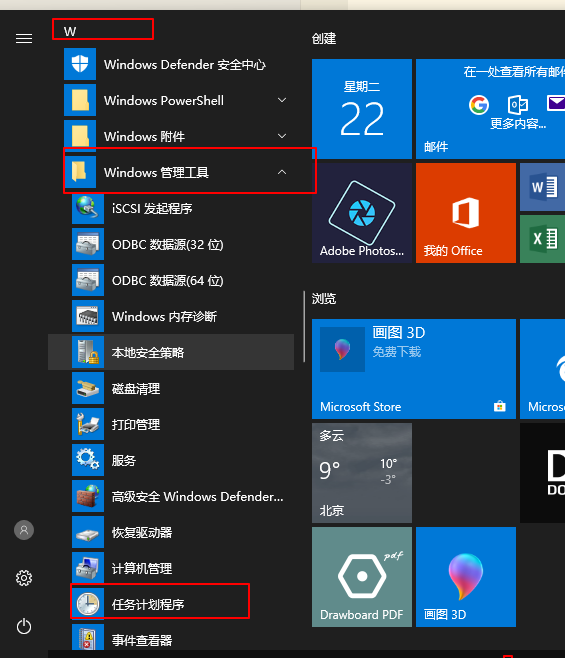 W
Windows Defender 安全中心
Windows PowerShell
Windows 附件
Windows 管理工具
iSCSI 发起程序
ODBC 数据源(32 位)
ODBC 数据源(64 位)
Windows 内存诊断
本地安全策略
磁盘清理
打印管理
服务
高级安全 Windows Defender...
恢复驱动器
计算机管理
任务计划程序
事件查看器
创建
星期二
22
在一处查看所有邮件
更多内容...
邮件
Adobe Photos...
我的 Office
浏览
画图 3D
免费下载
Microsoft Store
Micros
多云
9°
10°
-3°
北京
DO
pdf
Drawboard PDF
画图 3D